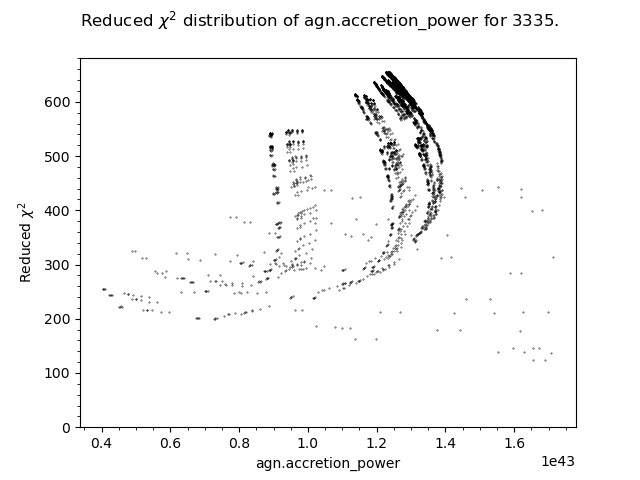 Reduced χ² distribution of agn.accretion_power for 3335.
Reduced χ²
600
500
400
300
200
100
0
0.4 0.6 0.8 1.0 1.2 1.4 1.6
1e43
agn.accretion_power